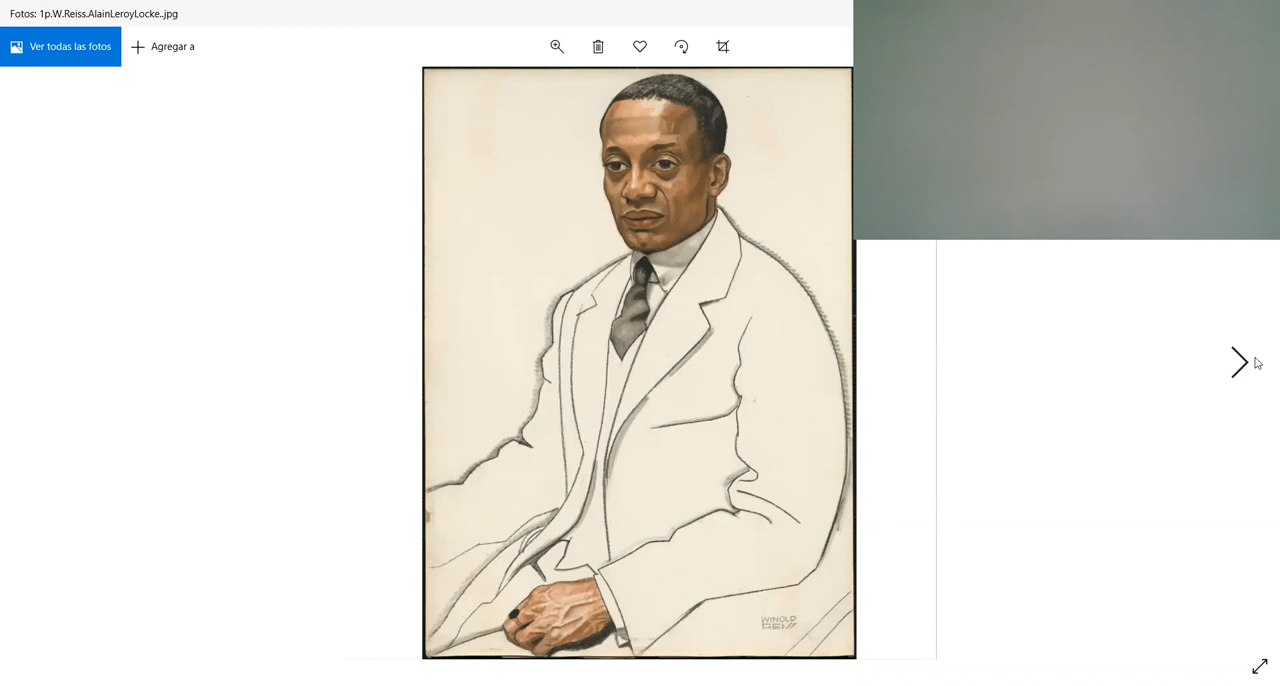 Fotos: 1p.W.Reiss.AlainLeroyLocke..jpg
Ver todas las fotos
Agregar a
WINOLD
REISS